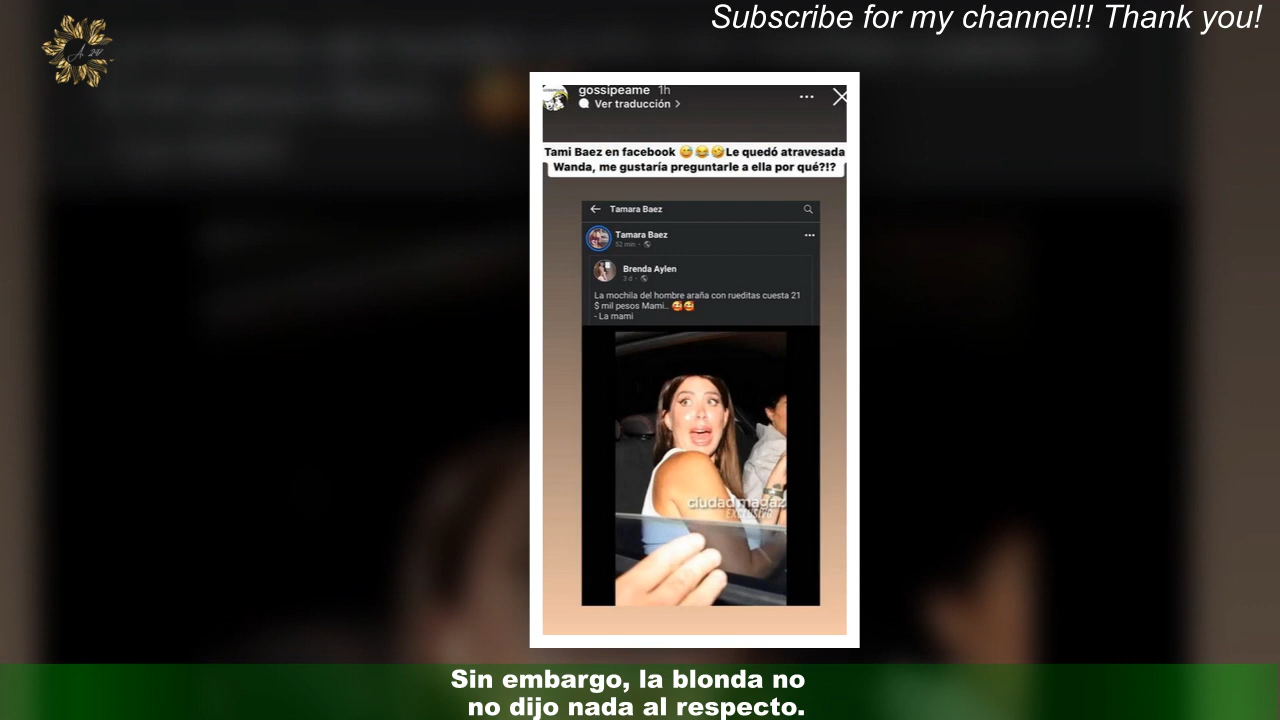 Subscribe for my channel!! Thank you!
gossipeame 1h
Ver traducción >
Tami Baez en facebook 😅😂🤣Le quedó atravesada
Wanda, me gustaría preguntarle a ella por qué?!?
Tamara Baez
Tamara Baez
52 min
Brenda Aylen
3 d
La mochila del hombre araña con rueditas cuesta 21
$ mil pesos Mami.. 🥰🥰
- La mami
ciudad magaz
EXCLUSIVO
Sin embargo, la blonda no
no dijo nada al respecto.